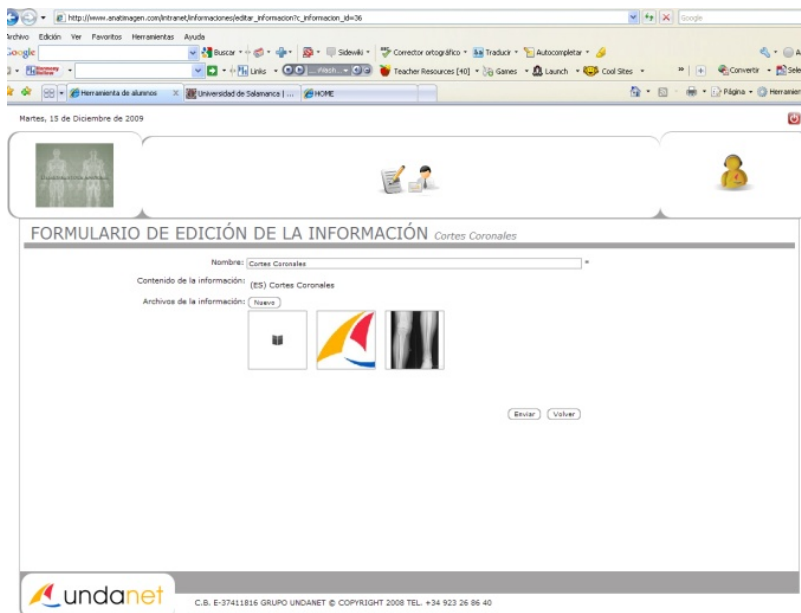 http://www.anatimagen.com/intranet/informaciones/editar_informacion?c_informacion_id=36
Google
Archivo Edición Ver Favoritos Herramientas Ayuda
Google Buscar Sidewiki Corrector ortográfico Traducir Autocompletar
Links Teacher Resources [40] Games Launch Cool Sites Convertir Sele
Herramienta de alumnos X Universidad de Salamanca | ... HOME Página Herramien
Martes, 15 de Diciembre de 2009
FORMULARIO DE EDICIÓN DE LA INFORMACIÓN Cortes Coronales
Nombre: Cortes Coronales *
Contenido de la información: (ES) Cortes Coronales
Archivos de la información: Nuevo
Enviar Volver
undanet C.B. E-37411816 GRUPO UNDANET © COPYRIGHT 2008 TEL. +34 923 26 86 40